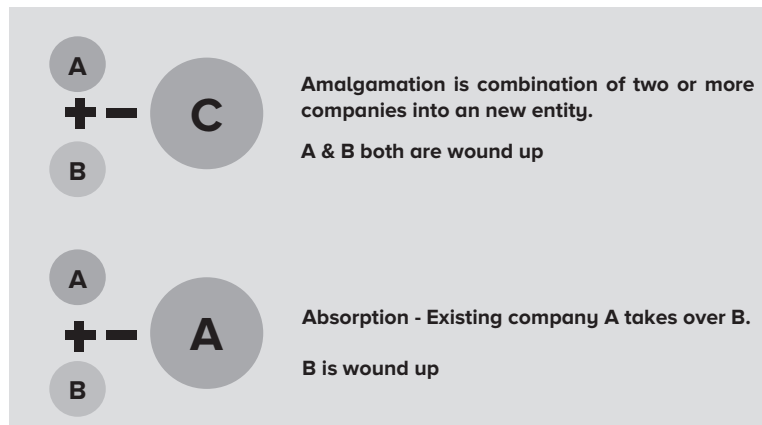 A
+ – C
B
Amalgamation is combination of two or more
companies into an new entity.
A & B both are wound up
A
+ – A
B
Absorption - Existing company A takes over B.
B is wound up